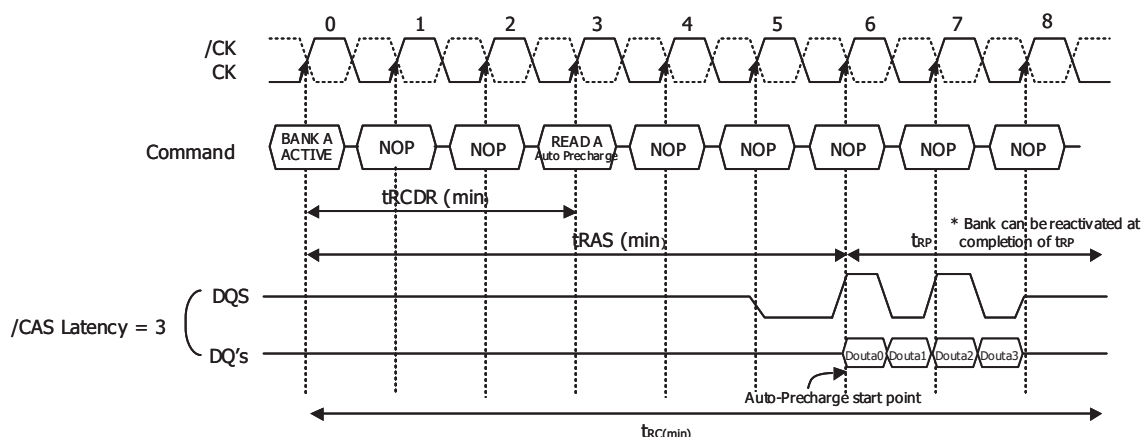 0 1 2 3 4 5 6 7 8
/CK
CK
Command
BANK A
ACTIVE
NOP
NOP
READ A
Auto Precharge
NOP
NOP
NOP
NOP
NOP
tRCDR (min)
* Bank can be reactivated at
completion of tRP
tRAS (min)
tRP
DQS
/CAS Latency = 3
DQ's
Douta0 Douta1 Douta2 Douta3
Auto-Precharge start point
tRC(min)